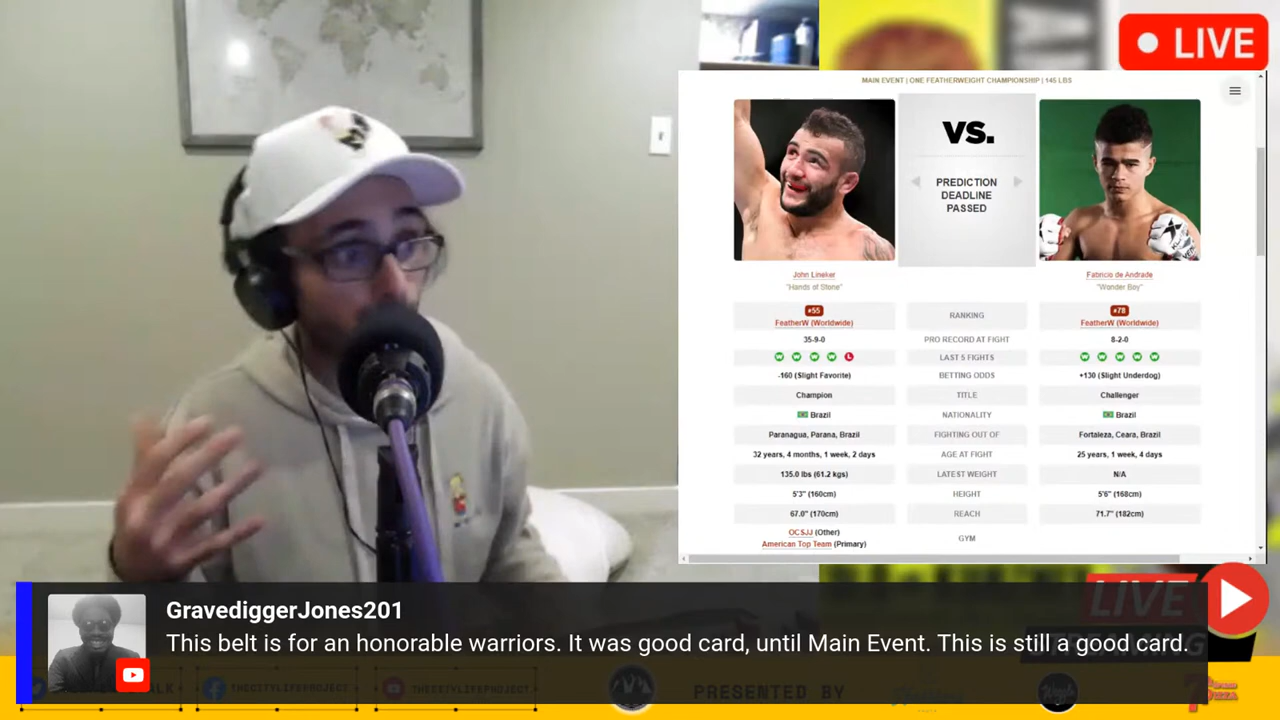 LIVE
MAIN EVENT | ONE FEATHERWEIGHT CHAMPIONSHIP | 145 LBS
VS.
PREDICTION
DEADLINE
PASSED
John Lineker
"Hands of Stone"
Fabricio de Andrade
"Wonder Boy"
#55
FeatherW (Worldwide)
RANKING
#78
FeatherW (Worldwide)
35-9-0
PRO RECORD AT FIGHT
8-2-0
W W W W L
LAST 5 FIGHTS
W W W W W
-160 (Slight Favorite)
BETTING ODDS
+130 (Slight Underdog)
Champion
TITLE
Challenger
Brazil
NATIONALITY
Brazil
Paranagua, Parana, Brazil
FIGHTING OUT OF
Fortaleza, Ceara, Brazil
32 years, 4 months, 1 week, 2 days
AGE AT FIGHT
25 years, 1 week, 4 days
135.0 lbs (61.2 kgs)
LATEST WEIGHT
N/A
5'3" (160cm)
HEIGHT
5'6" (168cm)
67.0" (170cm)
REACH
71.7" (182cm)
OCSJJ (Other)
American Top Team (Primary)
GYM
LIVE
GravediggerJones201
This belt is for an honorable warriors. It was good card, until Main Event. This is still a good card.
THECITYLIFEPROJECT
THECITYLIFEPROJECT
PRESENTED BY